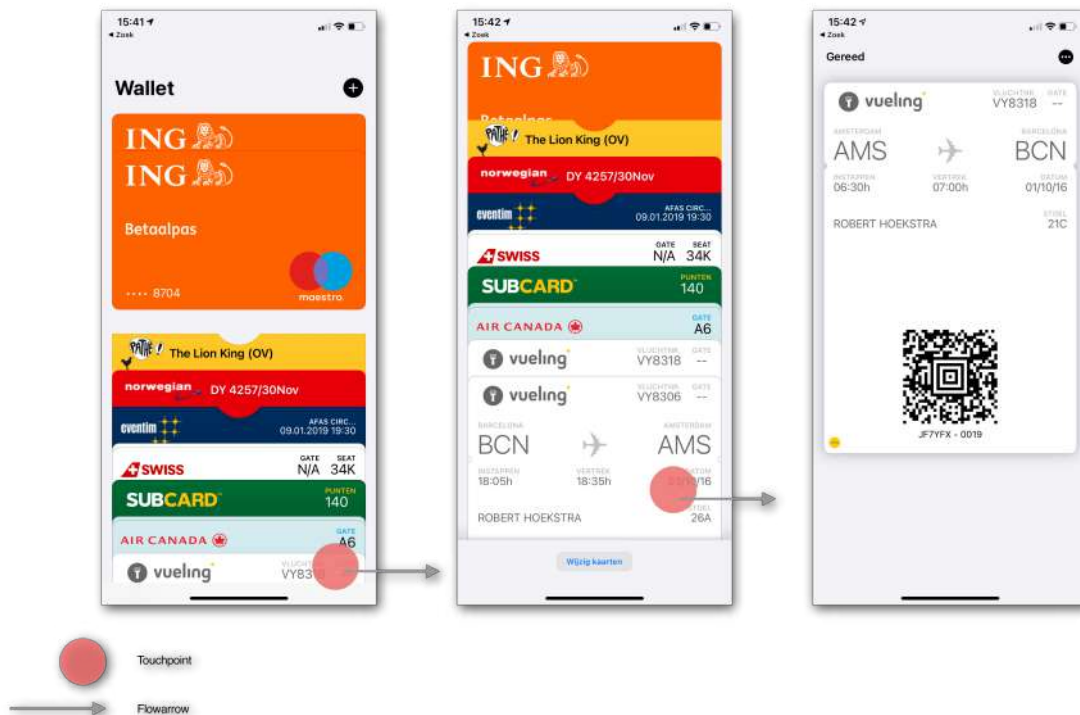 15:41
◀ Zoek
Wallet
ING
ING
Betaalpas
•••• 8704
maestro.
PATHÉ! The Lion King (OV)
norwegian DY 4257/30Nov
eventim AFAS CIRC...
09.01.2019 19:30
SWISS GATE SEAT
N/A 34K
SUBCARD PUNTEN
140
AIR CANADA GATE
A6
vueling
VY831
15:42
◀ Zoek
ING
Betaalpas
PATHÉ! The Lion King (OV)
norwegian DY 4257/30Nov
eventim AFAS CIRC...
09.01.2019 19:30
SWISS GATE SEAT
N/A 34K
SUBCARD PUNTEN
140
AIR CANADA GATE
A6
vueling VLUCHTNR. GATE
VY8318 --
vueling VLUCHTNR. GATE
VY8306 --
BARCELONA AMSTERDAM
BCN AMS
INSTAPPEN VERTREK DATUM
18:05h 18:35h /16
STOEL
ROBERT HOEKSTRA 26A
Wijzig kaarten
15:42
◀ Zoek
Gereed
vueling VLUCHTNR. GATE
VY8318 --
AMSTERDAM BARCELONA
AMS BCN
INSTAPPEN VERTREK DATUM
06:30h 07:00h 01/10/16
STOEL
ROBERT HOEKSTRA 21C
JF7YFX - 0019
Touchpoint
Flowarrow